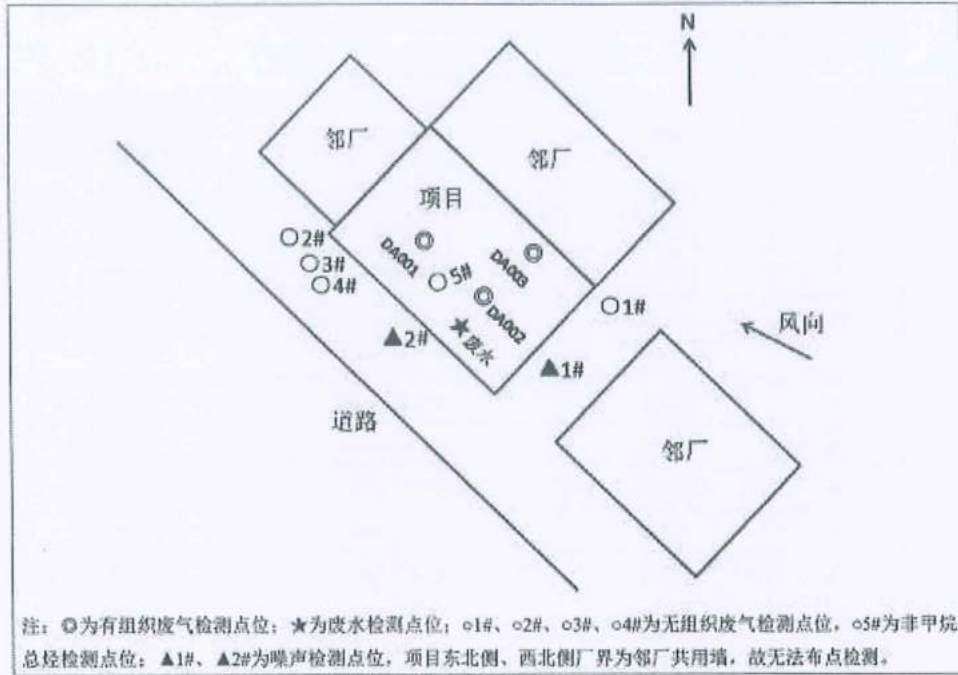 N
邻厂
邻厂
项目
○2#
○3#
○4#
DA001
○5#
DA003
DA002
★废水
○1#
风向
▲2#
▲1#
道路
邻厂
注：◎为有组织废气检测点位；★为废水检测点位；○1#、○2#、○3#、○4#为无组织废气检测点位，○5#为非甲烷
总烃检测点位；▲1#、▲2#为噪声检测点位，项目东北侧、西北侧厂界为邻厂共用墙，故无法布点检测。